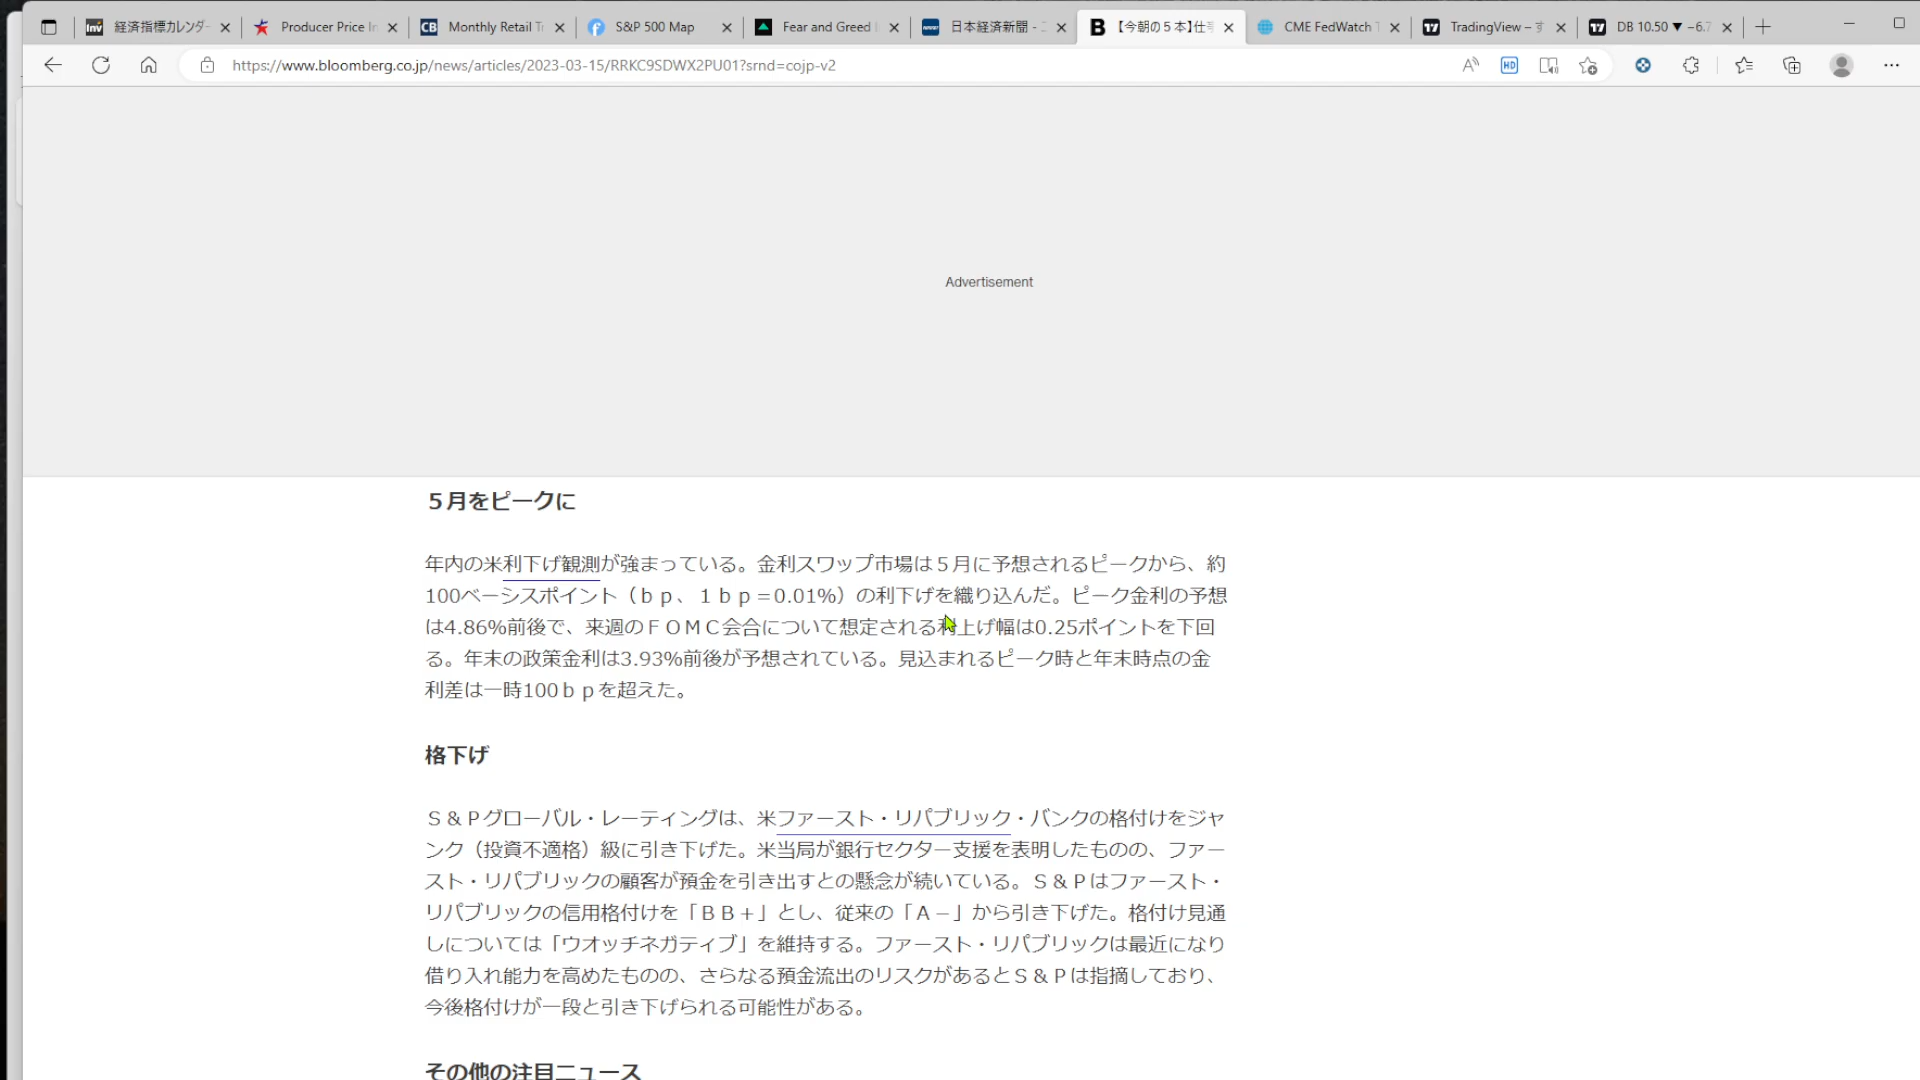 経済指標カレンダー
Producer Price In
Monthly Retail Tr
S&P 500 Map
Fear and Greed I
日本経済新聞 - ニ
【今朝の５本】仕事
CME FedWatch T
TradingView – す
DB 10.50 ▼ −6.7
https://www.bloomberg.co.jp/news/articles/2023-03-15/RRKC9SDWX2PU01?srnd=cojp-v2
Advertisement
５月をピークに
年内の米利下げ観測が強まっている。金利スワップ市場は５月に予想されるピークから、約
100ベーシスポイント（ｂｐ、１ｂｐ＝0.01%）の利下げを織り込んだ。ピーク金利の予想
は4.86%前後で、来週のＦＯＭＣ会合について想定される利上げ幅は0.25ポイントを下回
る。年末の政策金利は3.93%前後が予想されている。見込まれるピーク時と年末時点の金
利差は一時100ｂｐを超えた。
格下げ
Ｓ＆Ｐグローバル・レーティングは、米ファースト・リパブリック・バンクの格付けをジャ
ンク（投資不適格）級に引き下げた。米当局が銀行セクター支援を表明したものの、ファー
スト・リパブリックの顧客が預金を引き出すとの懸念が続いている。Ｓ＆Ｐはファースト・
リパブリックの信用格付けを「ＢＢ＋」とし、従来の「Ａ－」から引き下げた。格付け見通
しについては「ウオッチネガティブ」を維持する。ファースト・リパブリックは最近になり
借り入れ能力を高めたものの、さらなる預金流出のリスクがあるとＳ＆Ｐは指摘しており、
今後格付けが一段と引き下げられる可能性がある。
その他の注目ニュース